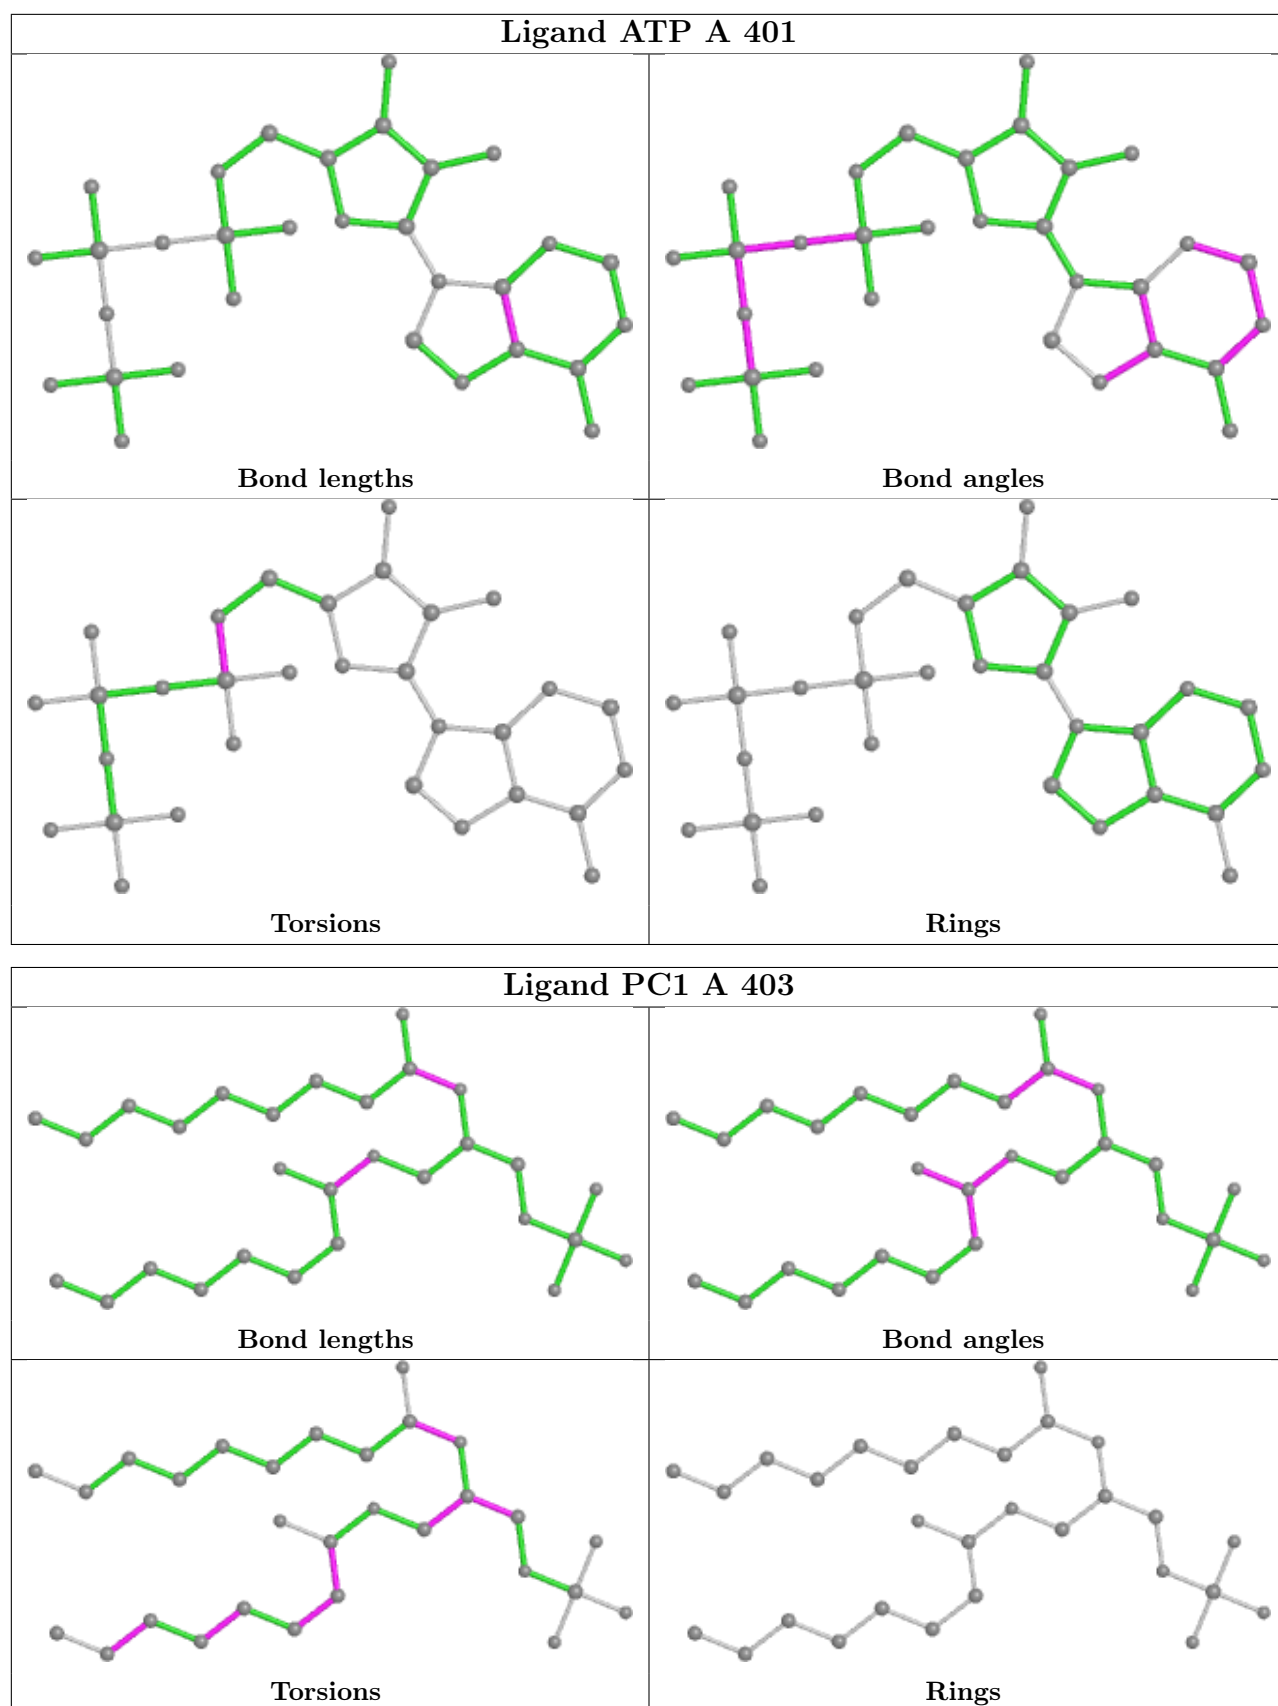 Ligand ATP A 401
Bond lengths
Bond angles
Torsions
Rings
Ligand PC1 A 403
Bond lengths
Bond angles
Torsions
Rings